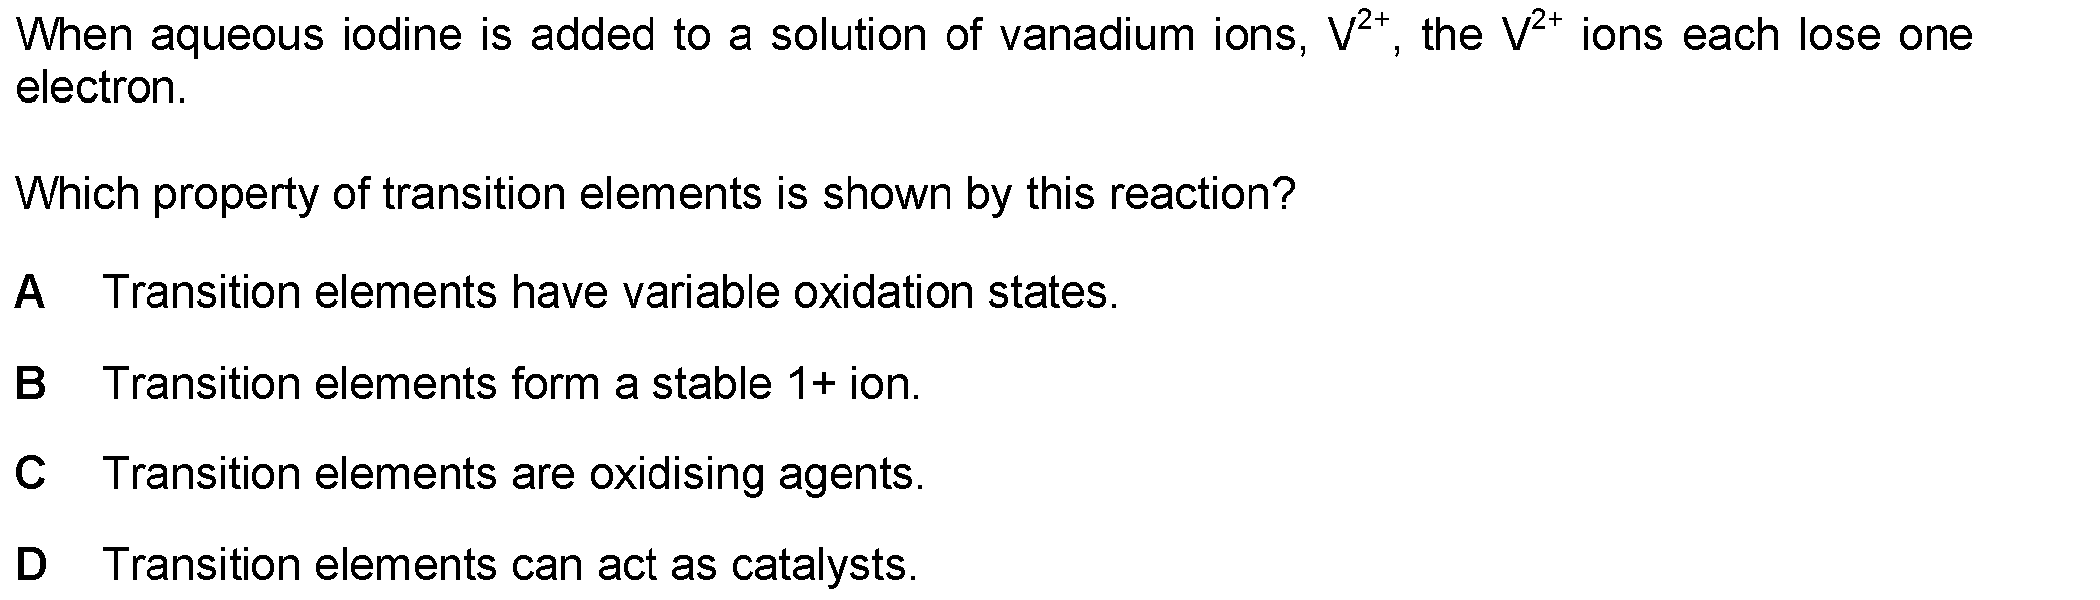 When aqueous iodine is added to a solution of vanadium ions, V²⁺, the V²⁺ ions each lose one
electron.
Which property of transition elements is shown by this reaction?
A Transition elements have variable oxidation states.
B Transition elements form a stable 1+ ion.
C Transition elements are oxidising agents.
D Transition elements can act as catalysts.